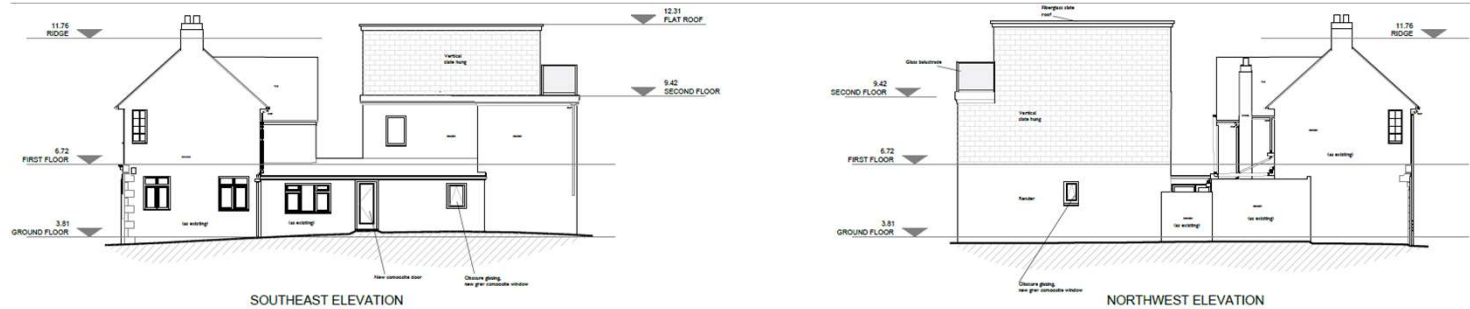 12.31
FLAT ROOF
11.76
RIDGE
Vertical
slate hung
9.42
SECOND FLOOR
6.72
FIRST FLOOR
(as existing)
(as existing)
3.81
GROUND FLOOR
New composite door
Obscure glazing,
new grey composite window
SOUTHEAST ELEVATION
Fiberglass slate
roof
11.76
RIDGE
Glass balustrade
9.42
SECOND FLOOR
Vertical
slate hung
6.72
FIRST FLOOR
(as existing)
Render
(as existing)
(as existing)
3.81
GROUND FLOOR
Obscure glazing,
new grey composite window
NORTHWEST ELEVATION